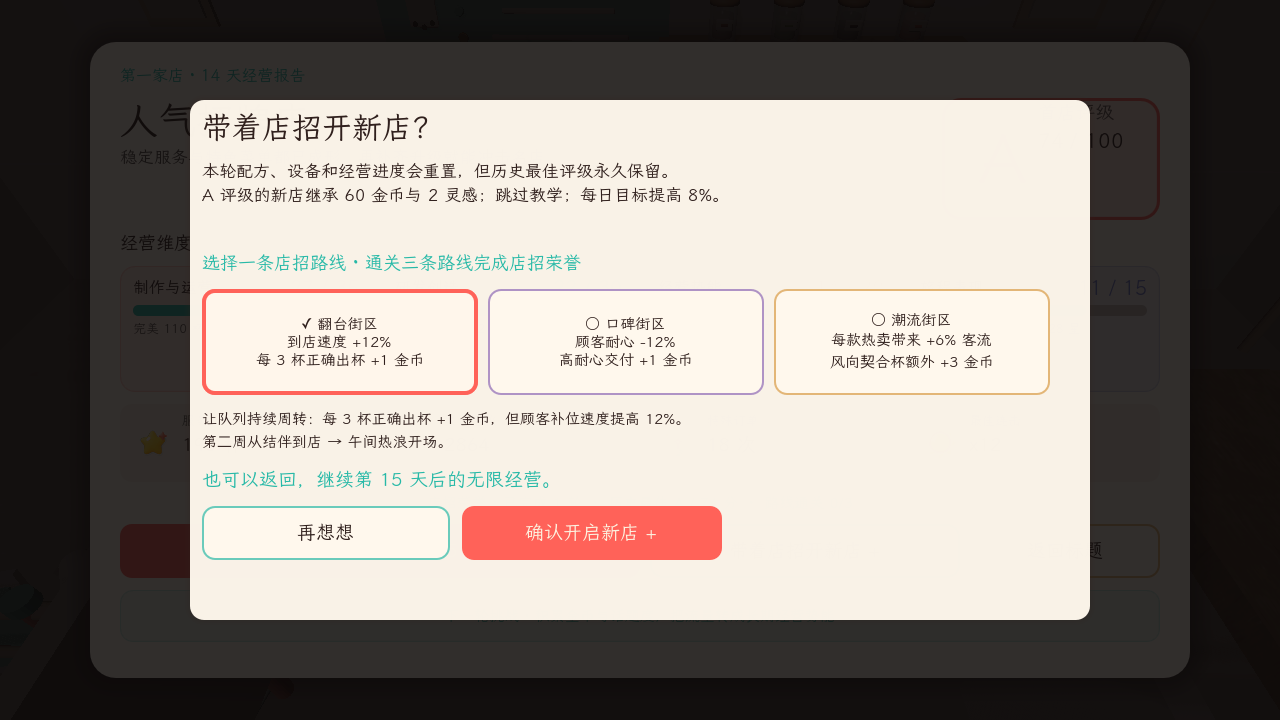 第一家店·14 天经营报告
人气
稳定服务
级
100
经营维度
制作与运
1 / 15
完美 110
带着店招开新店？
本轮配方、设备和经营进度会重置，但历史最佳评级永久保留。
A 评级的新店继承 60 金币与 2 灵感；跳过教学；每日目标提高 8%。
选择一条店招路线·通关三条路线完成店招荣誉
✓ 翻台街区
到店速度 +12%
每 3 杯正确出杯 +1 金币
○ 口碑街区
顾客耐心 -12%
高耐心交付 +1 金币
○ 潮流街区
每款热卖带来 +6% 客流
风向契合杯额外 +3 金币
让队列持续周转：每 3 杯正确出杯 +1 金币，但顾客补位速度提高 12%。
第二周从结伴到店 → 午间热浪开场。
也可以返回，继续第 15 天后的无限经营。
再想想
确认开启新店 +
题